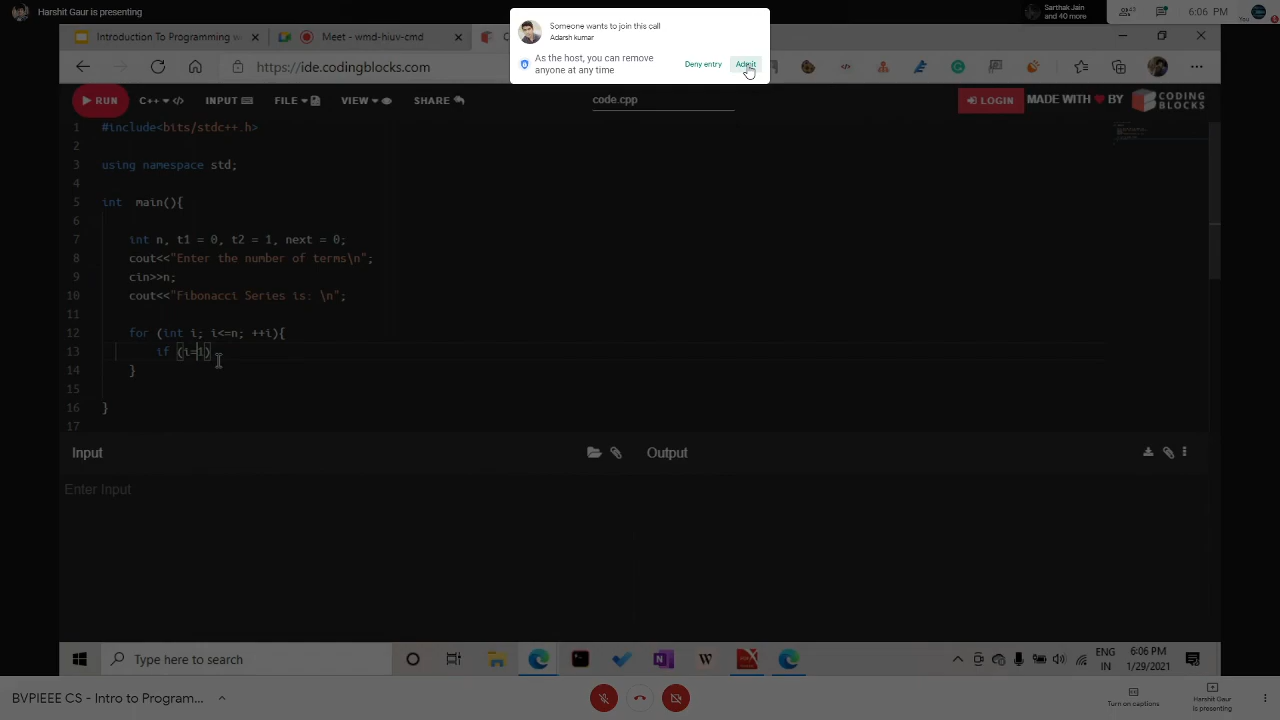 Harshit Gaur is presenting
Sarthak Jain
and 40 more
43
6:06 PM
You
Someone wants to join this call
Adarsh kumar
As the host, you can remove
anyone at any time
Deny entry
Admit
Introduction To Programming
Meet - wmd-hiuv-cmd
https://ide.codingblocks.com
RUN
C++
INPUT
FILE
VIEW
SHARE
code.cpp
LOGIN
MADE WITH ❤ BY
CODING
BLOCKS
1 #include<bits/stdc++.h>
2
3 using namespace std;
4
5 int  main(){
6
7 int n, t1 = 0, t2 = 1, next = 0;
8 cout<<"Enter the number of terms\n";
9 cin>>n;
10 cout<<"Fibonacci Series is: \n";
11
12 for (int i; i<=n; ++i){
13 if (i=1)
14 }
15
16 }
17
Input
Output
Enter Input
Type here to search
ENG
IN
6:06 PM
1/29/2021
BVPIEEE CS - Intro to Program...
Turn on captions
Harshit Gaur
is presenting